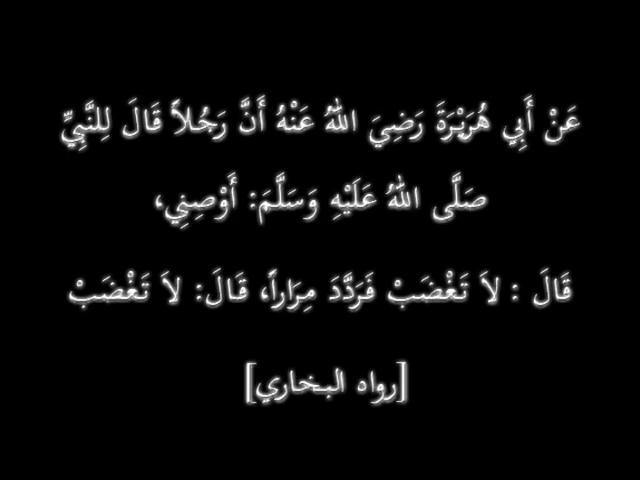 عَنْ أَبِي هُرَيْرَةَ رَضِيَ اللهُ عَنْهُ أَنَّ رَجُلاً قَالَ لِلنَّبِيِّ
صَلَّى اللهُ عَلَيْهِ وَسَلَّمَ: أَوْصِنِي،
قَالَ : لاَ تَغْضَبْ فَرَدَّدَ مِرَاراً، قَالَ: لاَ تَغْضَبْ
[رواه البخاري]